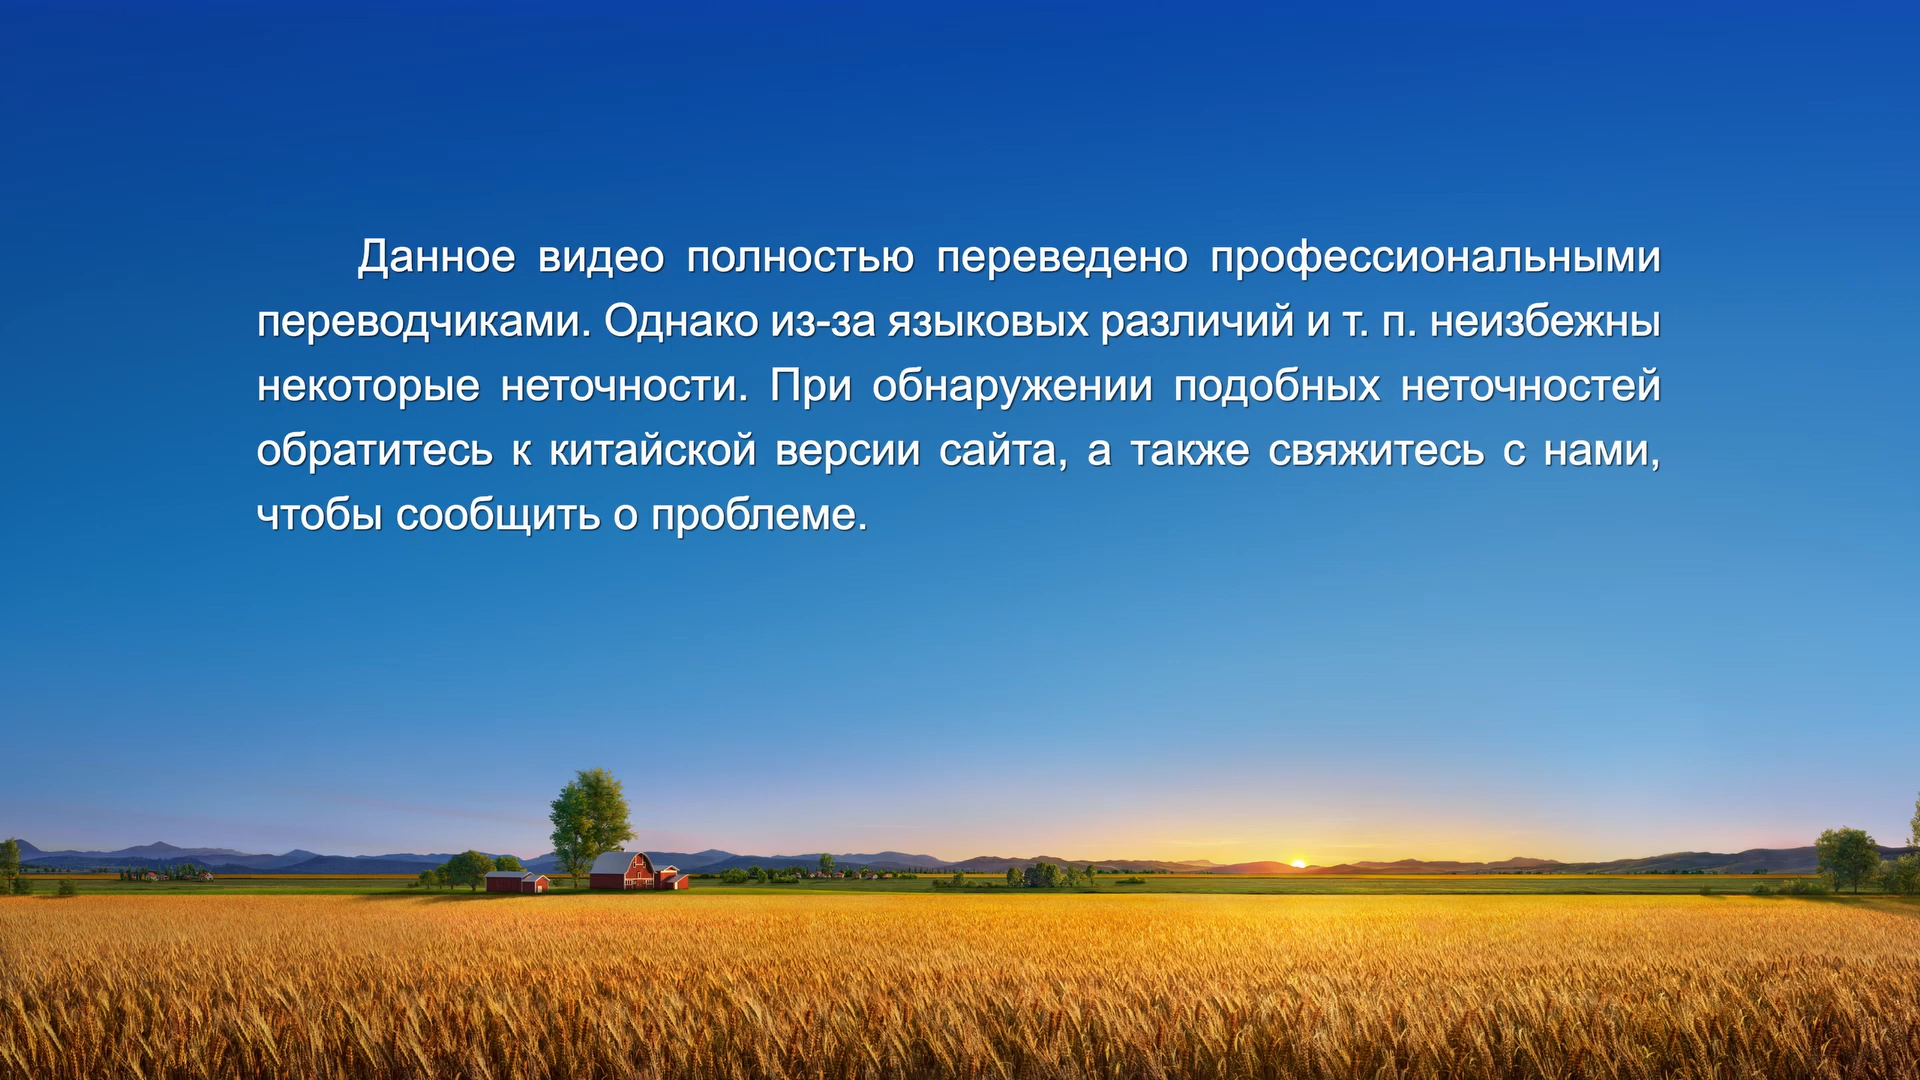 Данное видео полностью переведено профессиональными
переводчиками. Однако из-за языковых различий и т. п. неизбежны
некоторые неточности. При обнаружении подобных неточностей
обратитесь к китайской версии сайта, а также свяжитесь с нами,
чтобы сообщить о проблеме.